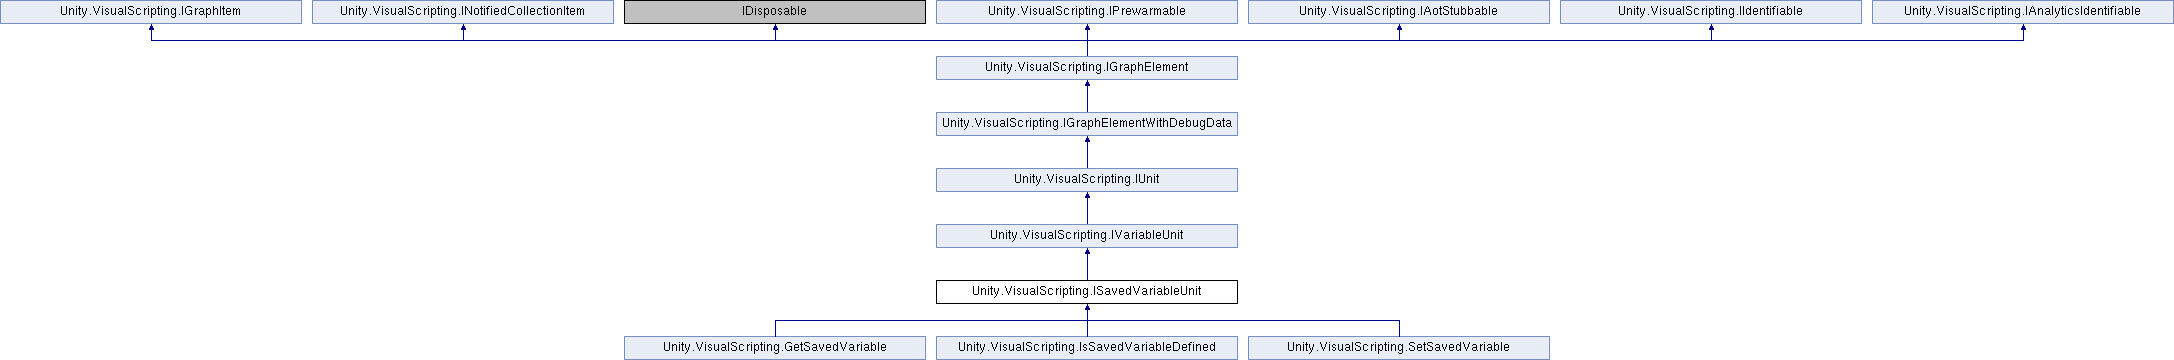 Unity.VisualScripting.IGraphItem
Unity.VisualScripting.INotifiedCollectionItem
IDisposable
Unity.VisualScripting.IPrewarmable
Unity.VisualScripting.IAotStubbable
Unity.VisualScripting.IIdentifiable
Unity.VisualScripting.IAnalyticsIdentifiable
Unity.VisualScripting.IGraphElement
Unity.VisualScripting.IGraphElementWithDebugData
Unity.VisualScripting.IUnit
Unity.VisualScripting.IVariableUnit
Unity.VisualScripting.ISavedVariableUnit
Unity.VisualScripting.GetSavedVariable
Unity.VisualScripting.IsSavedVariableDefined
Unity.VisualScripting.SetSavedVariable